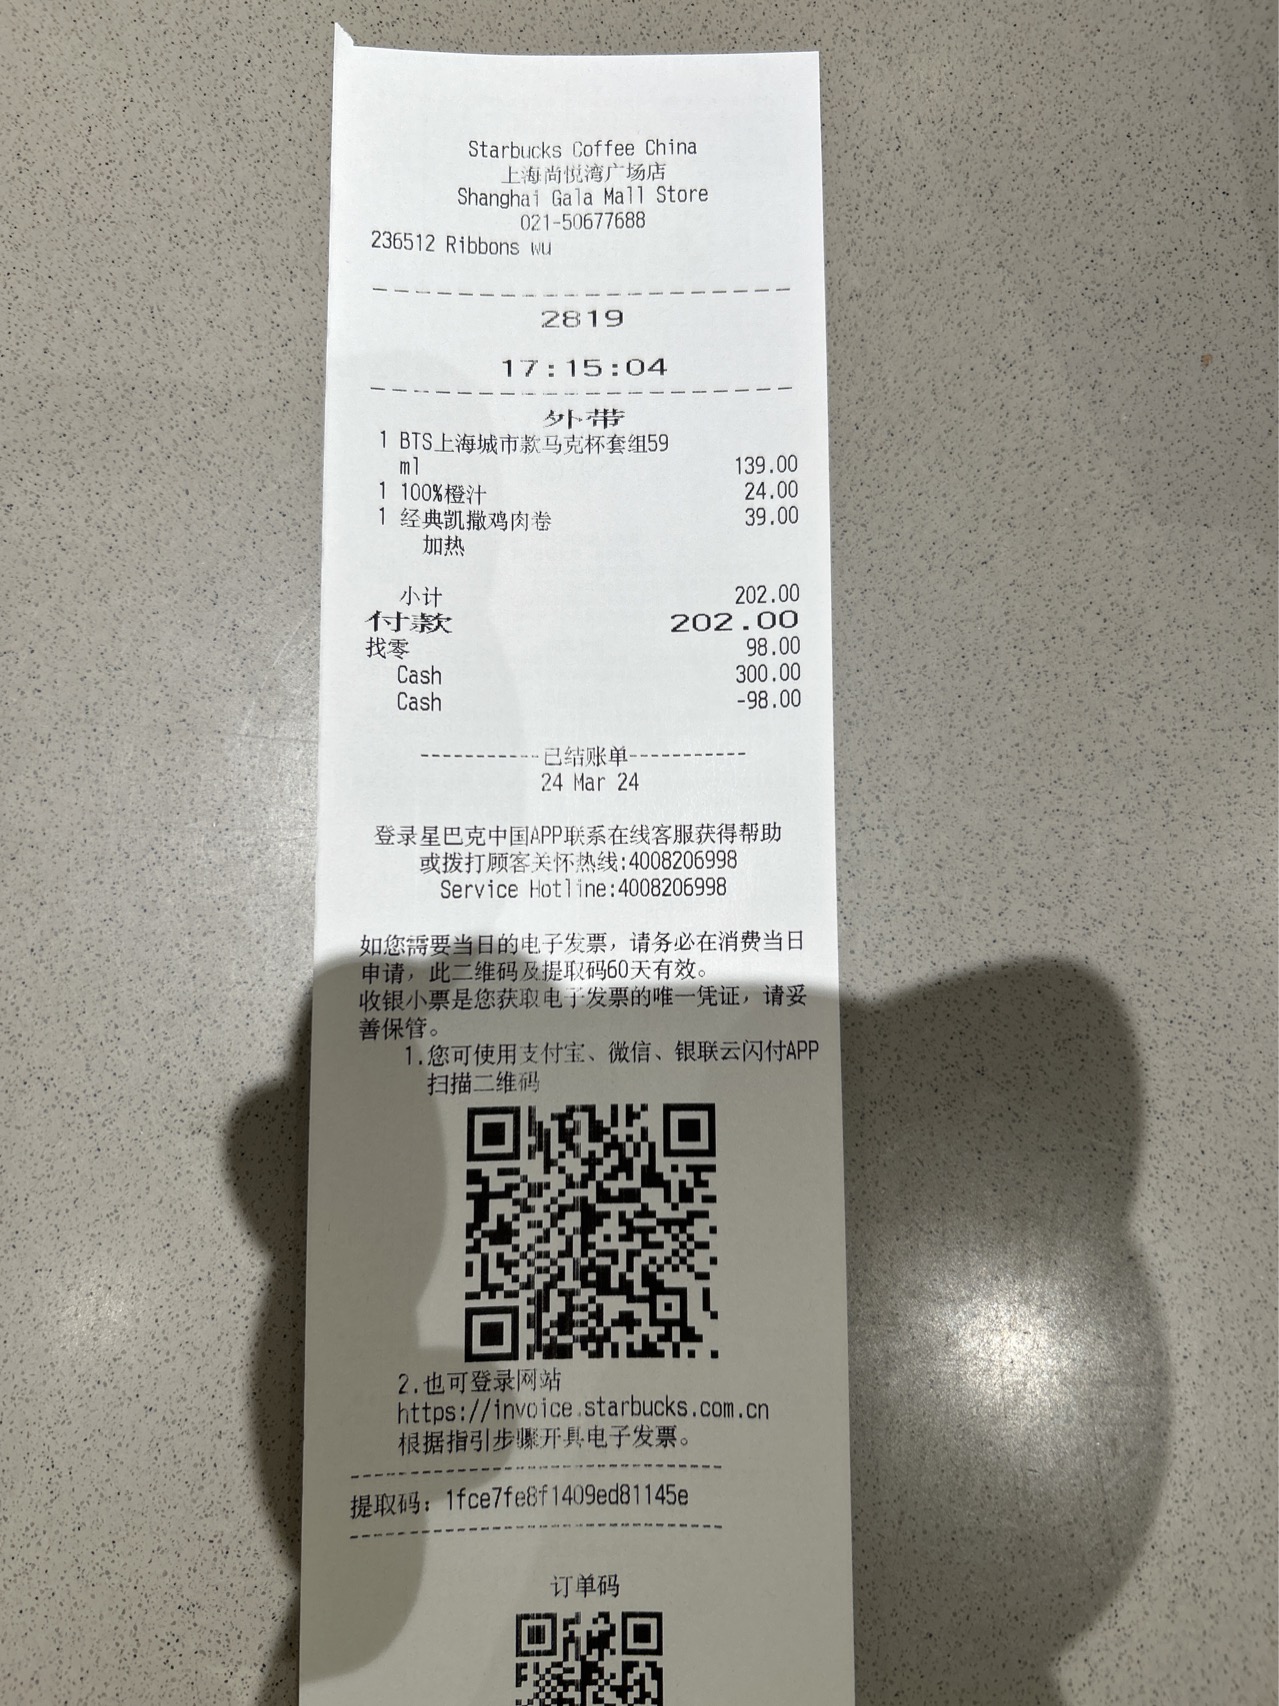 Starbucks Coffee China
上海尚悦湾广场店
Shanghai Gala Mall Store
021-50677688
236512 Ribbons wu
2819
17:15:04
外带
1 BTS上海城市款马克杯套组59
ml 139.00
1 100%橙汁 24.00
1 经典凯撒鸡肉卷 39.00
加热
小计 202.00
付款 202.00
找零 98.00
Cash 300.00
Cash -98.00
-----------已结账单-----------
24 Mar 24
登录星巴克中国APP联系在线客服获得帮助
或拨打顾客关怀热线:4008206998
Service Hotline:4008206998
如您需要当日的电子发票，请务必在消费当日
申请，此二维码及提取码60天有效。
收银小票是您获取电子发票的唯一凭证，请妥
善保管。
1.您可使用支付宝、微信、银联云闪付APP
扫描二维码
2.也可登录网站
https://invoice.starbucks.com.cn
根据指引步骤开具电子发票。
提取码：1fce7fe8f1409ed81145e
订单码